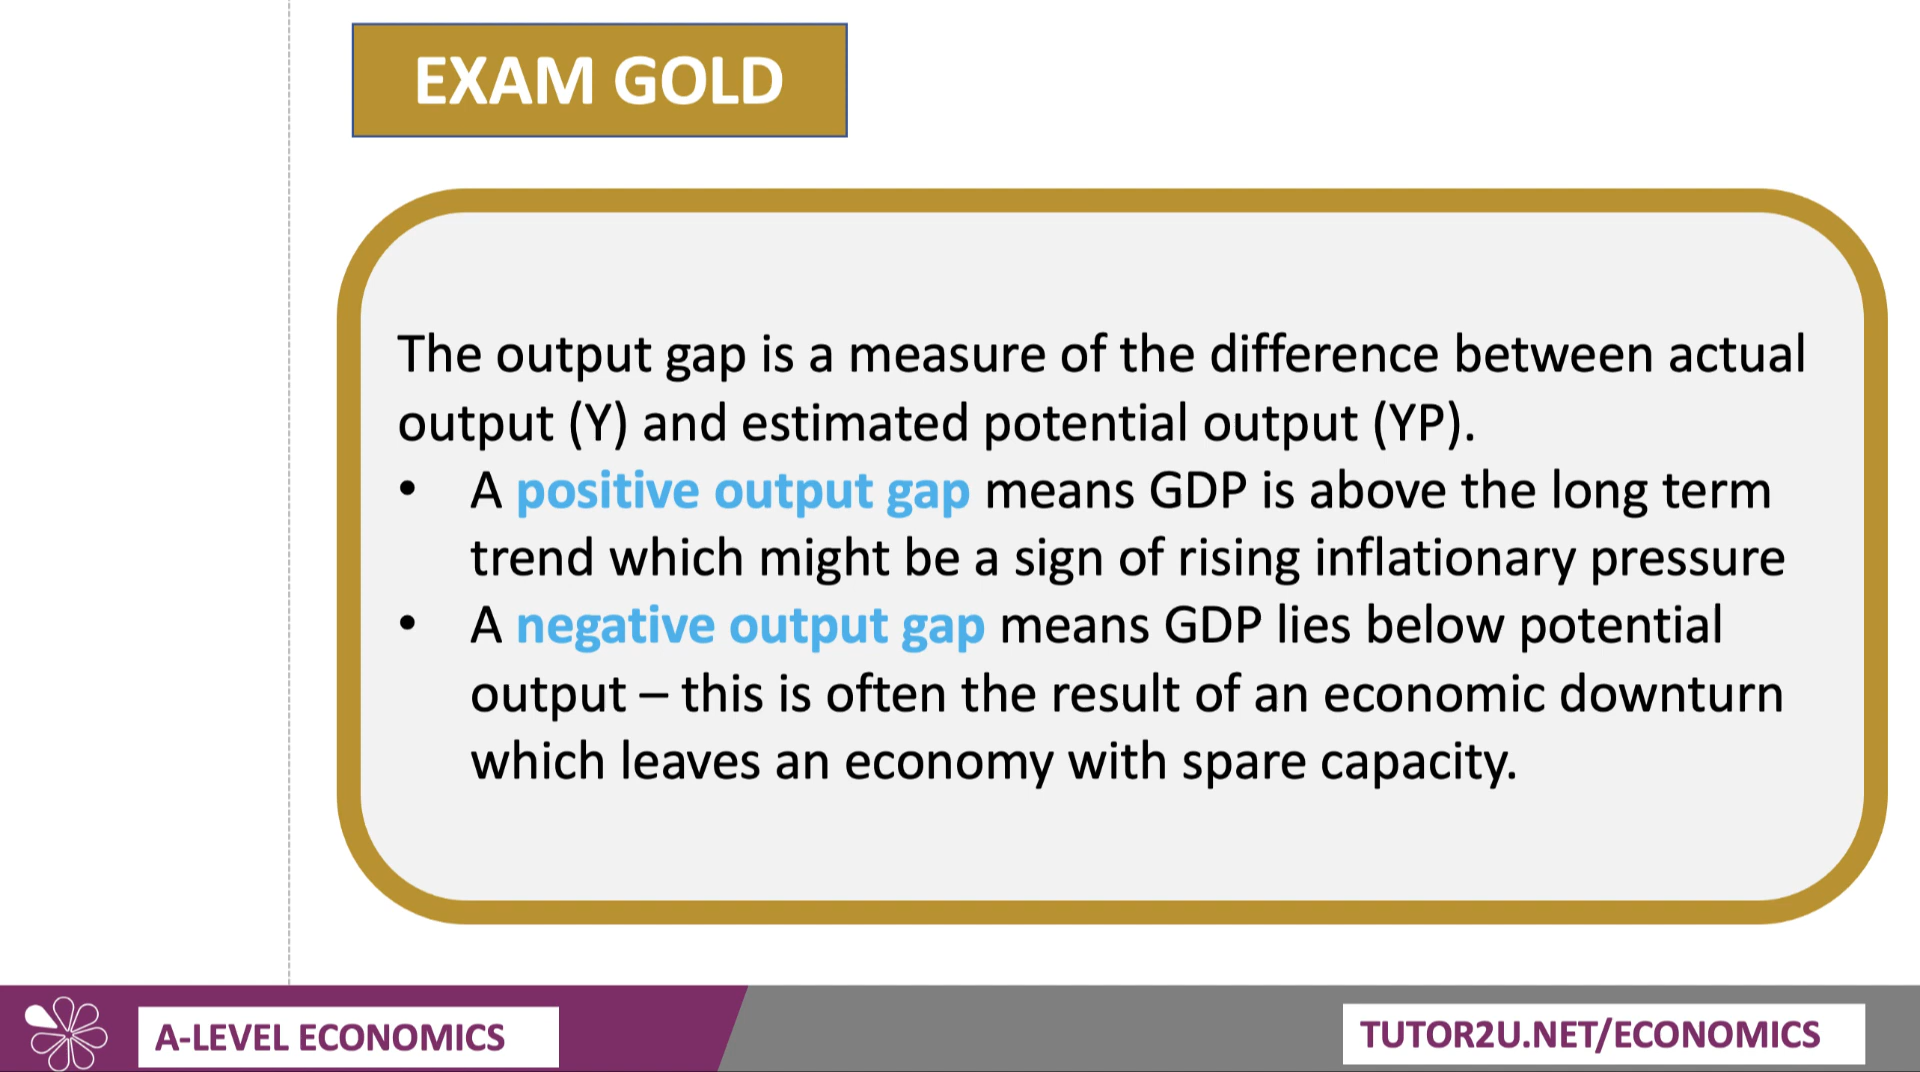 EXAM GOLD
The output gap is a measure of the difference between actual
output (Y) and estimated potential output (YP).
• A positive output gap means GDP is above the long term
trend which might be a sign of rising inflationary pressure
• A negative output gap means GDP lies below potential
output – this is often the result of an economic downturn
which leaves an economy with spare capacity.
A-LEVEL ECONOMICS
TUTOR2U.NET/ECONOMICS